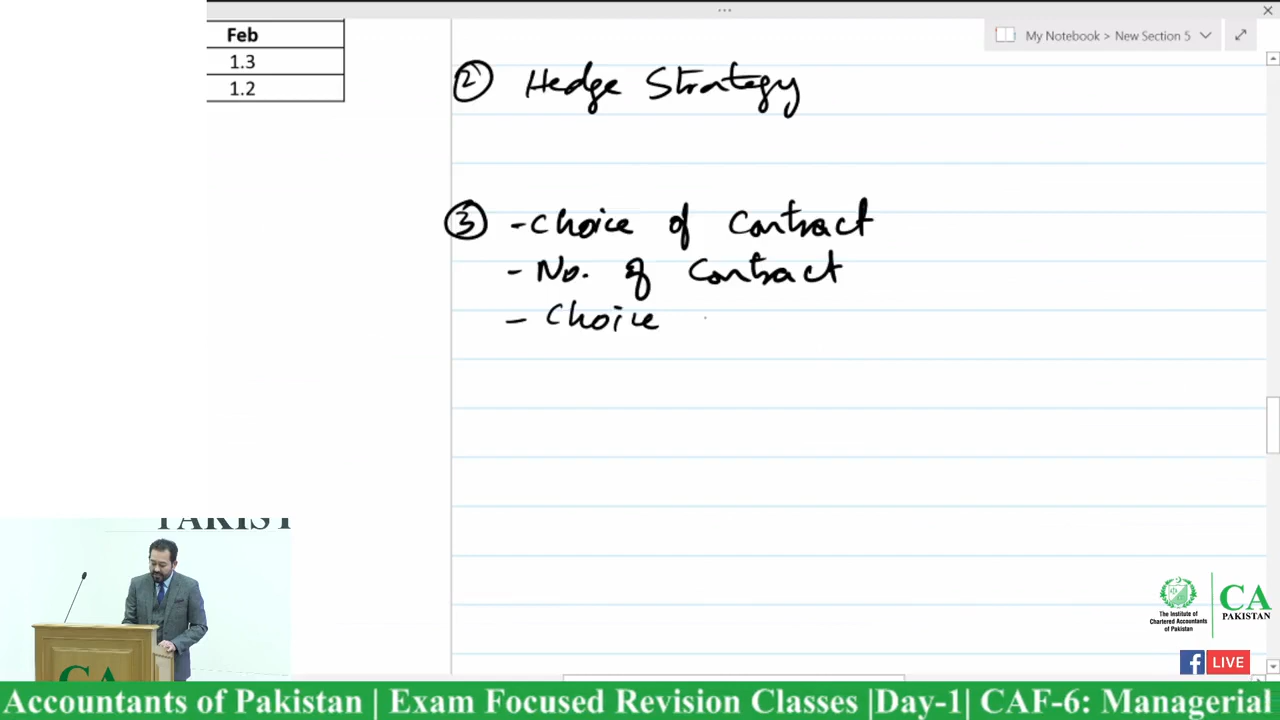 Feb
1.3
1.2
My Notebook > New Section 5
② Hedge Strategy
③ - Choice of Contract
- No. of Contract
- Choice
PAKIST
CA
The Institute of
Chartered Accountants
of Pakistan
CA
PAKISTAN
f LIVE
Accountants of Pakistan | Exam Focused Revision Classes |Day-1| CAF-6: Managerial